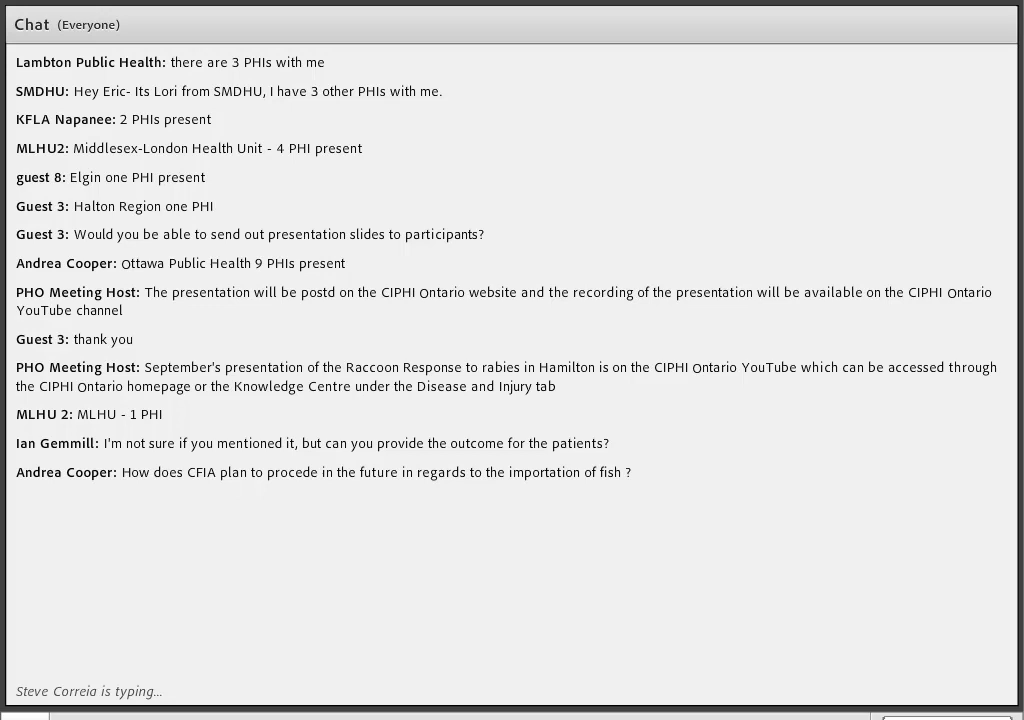 Chat (Everyone)
Lambton Public Health: there are 3 PHIs with me
SMDHU: Hey Eric- Its Lori from SMDHU, I have 3 other PHIs with me.
KFLA Napanee: 2 PHIs present
MLHU2: Middlesex-London Health Unit - 4 PHI present
guest 8: Elgin one PHI present
Guest 3: Halton Region one PHI
Guest 3: Would you be able to send out presentation slides to participants?
Andrea Cooper: Ottawa Public Health 9 PHIs present
PHO Meeting Host: The presentation will be postd on the CIPHI Ontario website and the recording of the presentation will be available on the CIPHI Ontario
YouTube channel
Guest 3: thank you
PHO Meeting Host: September's presentation of the Raccoon Response to rabies in Hamilton is on the CIPHI Ontario YouTube which can be accessed through
the CIPHI Ontario homepage or the Knowledge Centre under the Disease and Injury tab
MLHU 2: MLHU - 1 PHI
Ian Gemmill: I'm not sure if you mentioned it, but can you provide the outcome for the patients?
Andrea Cooper: How does CFIA plan to procede in the future in regards to the importation of fish ?
Steve Correia is typing...